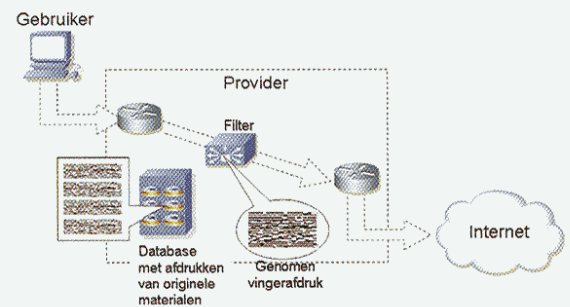 Gebruiker
Provider
Filter
Internet
Database
met afdrukken
van originele
materialen
Genomen
vingerafdruk